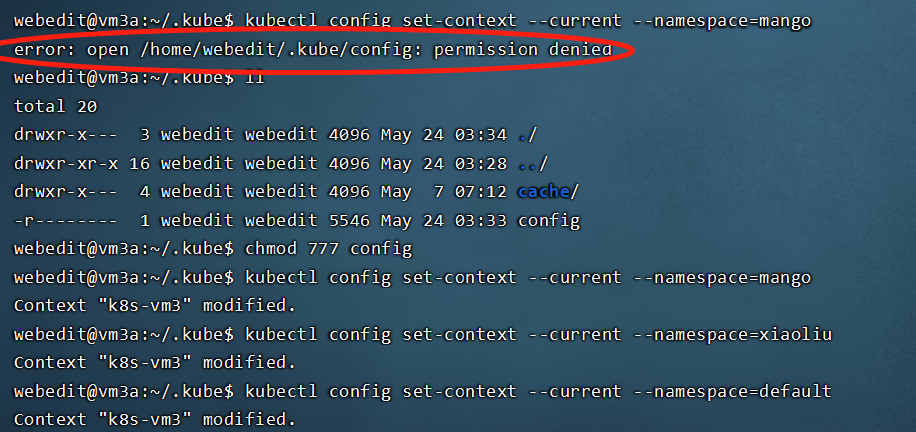 webedit@vm3a:~/.kube$ kubectl config set-context --current --namespace=mango
error: open /home/webedit/.kube/config: permission denied
webedit@vm3a:~/.kube$ ll
total 20
drwxr-x---  3 webedit webedit 4096 May 24 03:34 ./
drwxr-xr-x 16 webedit webedit 4096 May 24 03:28 ../
drwxr-x---  4 webedit webedit 4096 May  7 07:12 cache/
-r--------  1 webedit webedit 5546 May 24 03:33 config
webedit@vm3a:~/.kube$ chmod 777 config
webedit@vm3a:~/.kube$ kubectl config set-context --current --namespace=mango
Context "k8s-vm3" modified.
webedit@vm3a:~/.kube$ kubectl config set-context --current --namespace=xiaoliu
Context "k8s-vm3" modified.
webedit@vm3a:~/.kube$ kubectl config set-context --current --namespace=default
Context "k8s-vm3" modified.